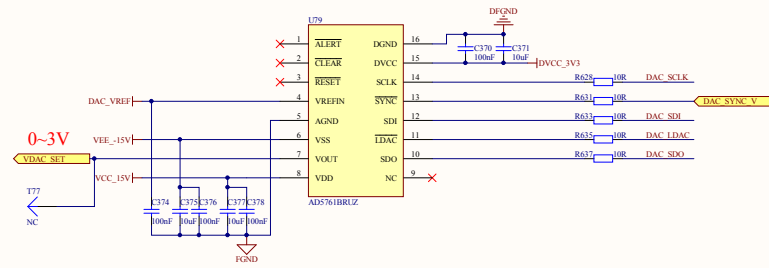 DFGND
U79
1 ALERT DGND 16
C370 C371
100nF 10uF
2 CLEAR DVCC 15 DVCC_3V3
3 RESET SCLK 14 R628 10R DAC_SCLK
DAC_VREF 4 VREFIN SYNC 13 R631 10R DAC_SYNC_V
5 AGND SDI 12 R633 10R DAC_SDI
0~3V
VEE_-15V 6 VSS LDAC 11 R635 10R DAC_LDAC
VDAC_SET 7 VOUT SDO 10 R637 10R DAC_SDO
VCC_15V 8 VDD NC 9
AD5761BRUZ
T77
NC
C374 C375 C376 C377 C378
100nF 10uF 100nF 10uF 100nF
FGND